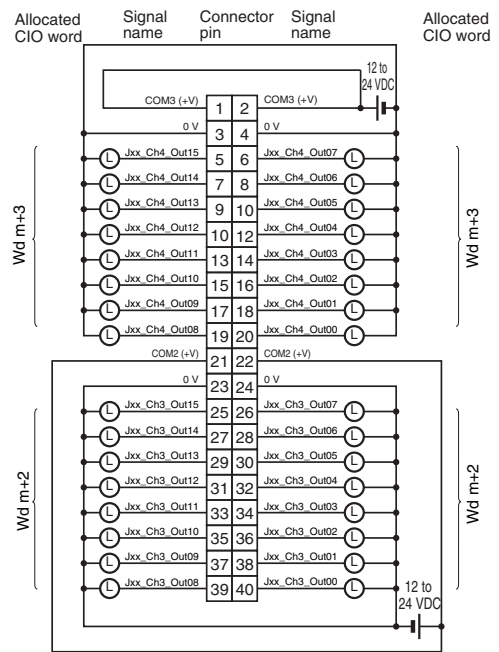 Allocated CIO word Signal name Connector pin Signal name Allocated CIO word
12 to 24 VDC
COM3 (+V) 1 2 COM3 (+V)
0 V 3 4 0 V
L Jxx_Ch4_Out15 5 6 Jxx_Ch4_Out07 L
L Jxx_Ch4_Out14 7 8 Jxx_Ch4_Out06 L
L Jxx_Ch4_Out13 9 10 Jxx_Ch4_Out05 L
L Jxx_Ch4_Out12 10 12 Jxx_Ch4_Out04 L
L Jxx_Ch4_Out11 13 14 Jxx_Ch4_Out03 L
L Jxx_Ch4_Out10 15 16 Jxx_Ch4_Out02 L
L Jxx_Ch4_Out09 17 18 Jxx_Ch4_Out01 L
L Jxx_Ch4_Out08 19 20 Jxx_Ch4_Out00 L
Wd m+3
Wd m+3
COM2 (+V) 21 22 COM2 (+V)
0 V 23 24 0 V
L Jxx_Ch3_Out15 25 26 Jxx_Ch3_Out07 L
L Jxx_Ch3_Out14 27 28 Jxx_Ch3_Out06 L
L Jxx_Ch3_Out13 29 30 Jxx_Ch3_Out05 L
L Jxx_Ch3_Out12 31 32 Jxx_Ch3_Out04 L
L Jxx_Ch3_Out11 33 34 Jxx_Ch3_Out03 L
L Jxx_Ch3_Out10 35 36 Jxx_Ch3_Out02 L
L Jxx_Ch3_Out09 37 38 Jxx_Ch3_Out01 L
L Jxx_Ch3_Out08 39 40 Jxx_Ch3_Out00 L
Wd m+2
Wd m+2
12 to 24 VDC